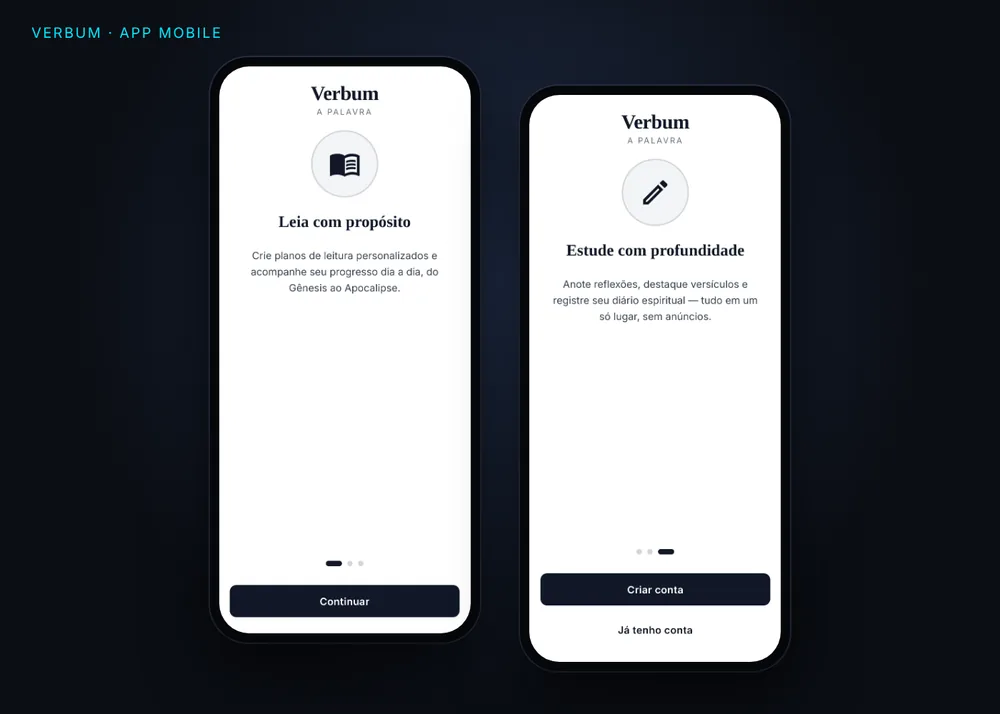 VERBUM · APP MOBILE
Verbum
A PALAVRA
Leia com propósito
Crie planos de leitura personalizados e
acompanhe seu progresso dia a dia, do
Gênesis ao Apocalipse.
Continuar
Verbum
A PALAVRA
Estude com profundidade
Anote reflexões, destaque versículos e
registre seu diário espiritual — tudo em um
só lugar, sem anúncios.
Criar conta
Já tenho conta